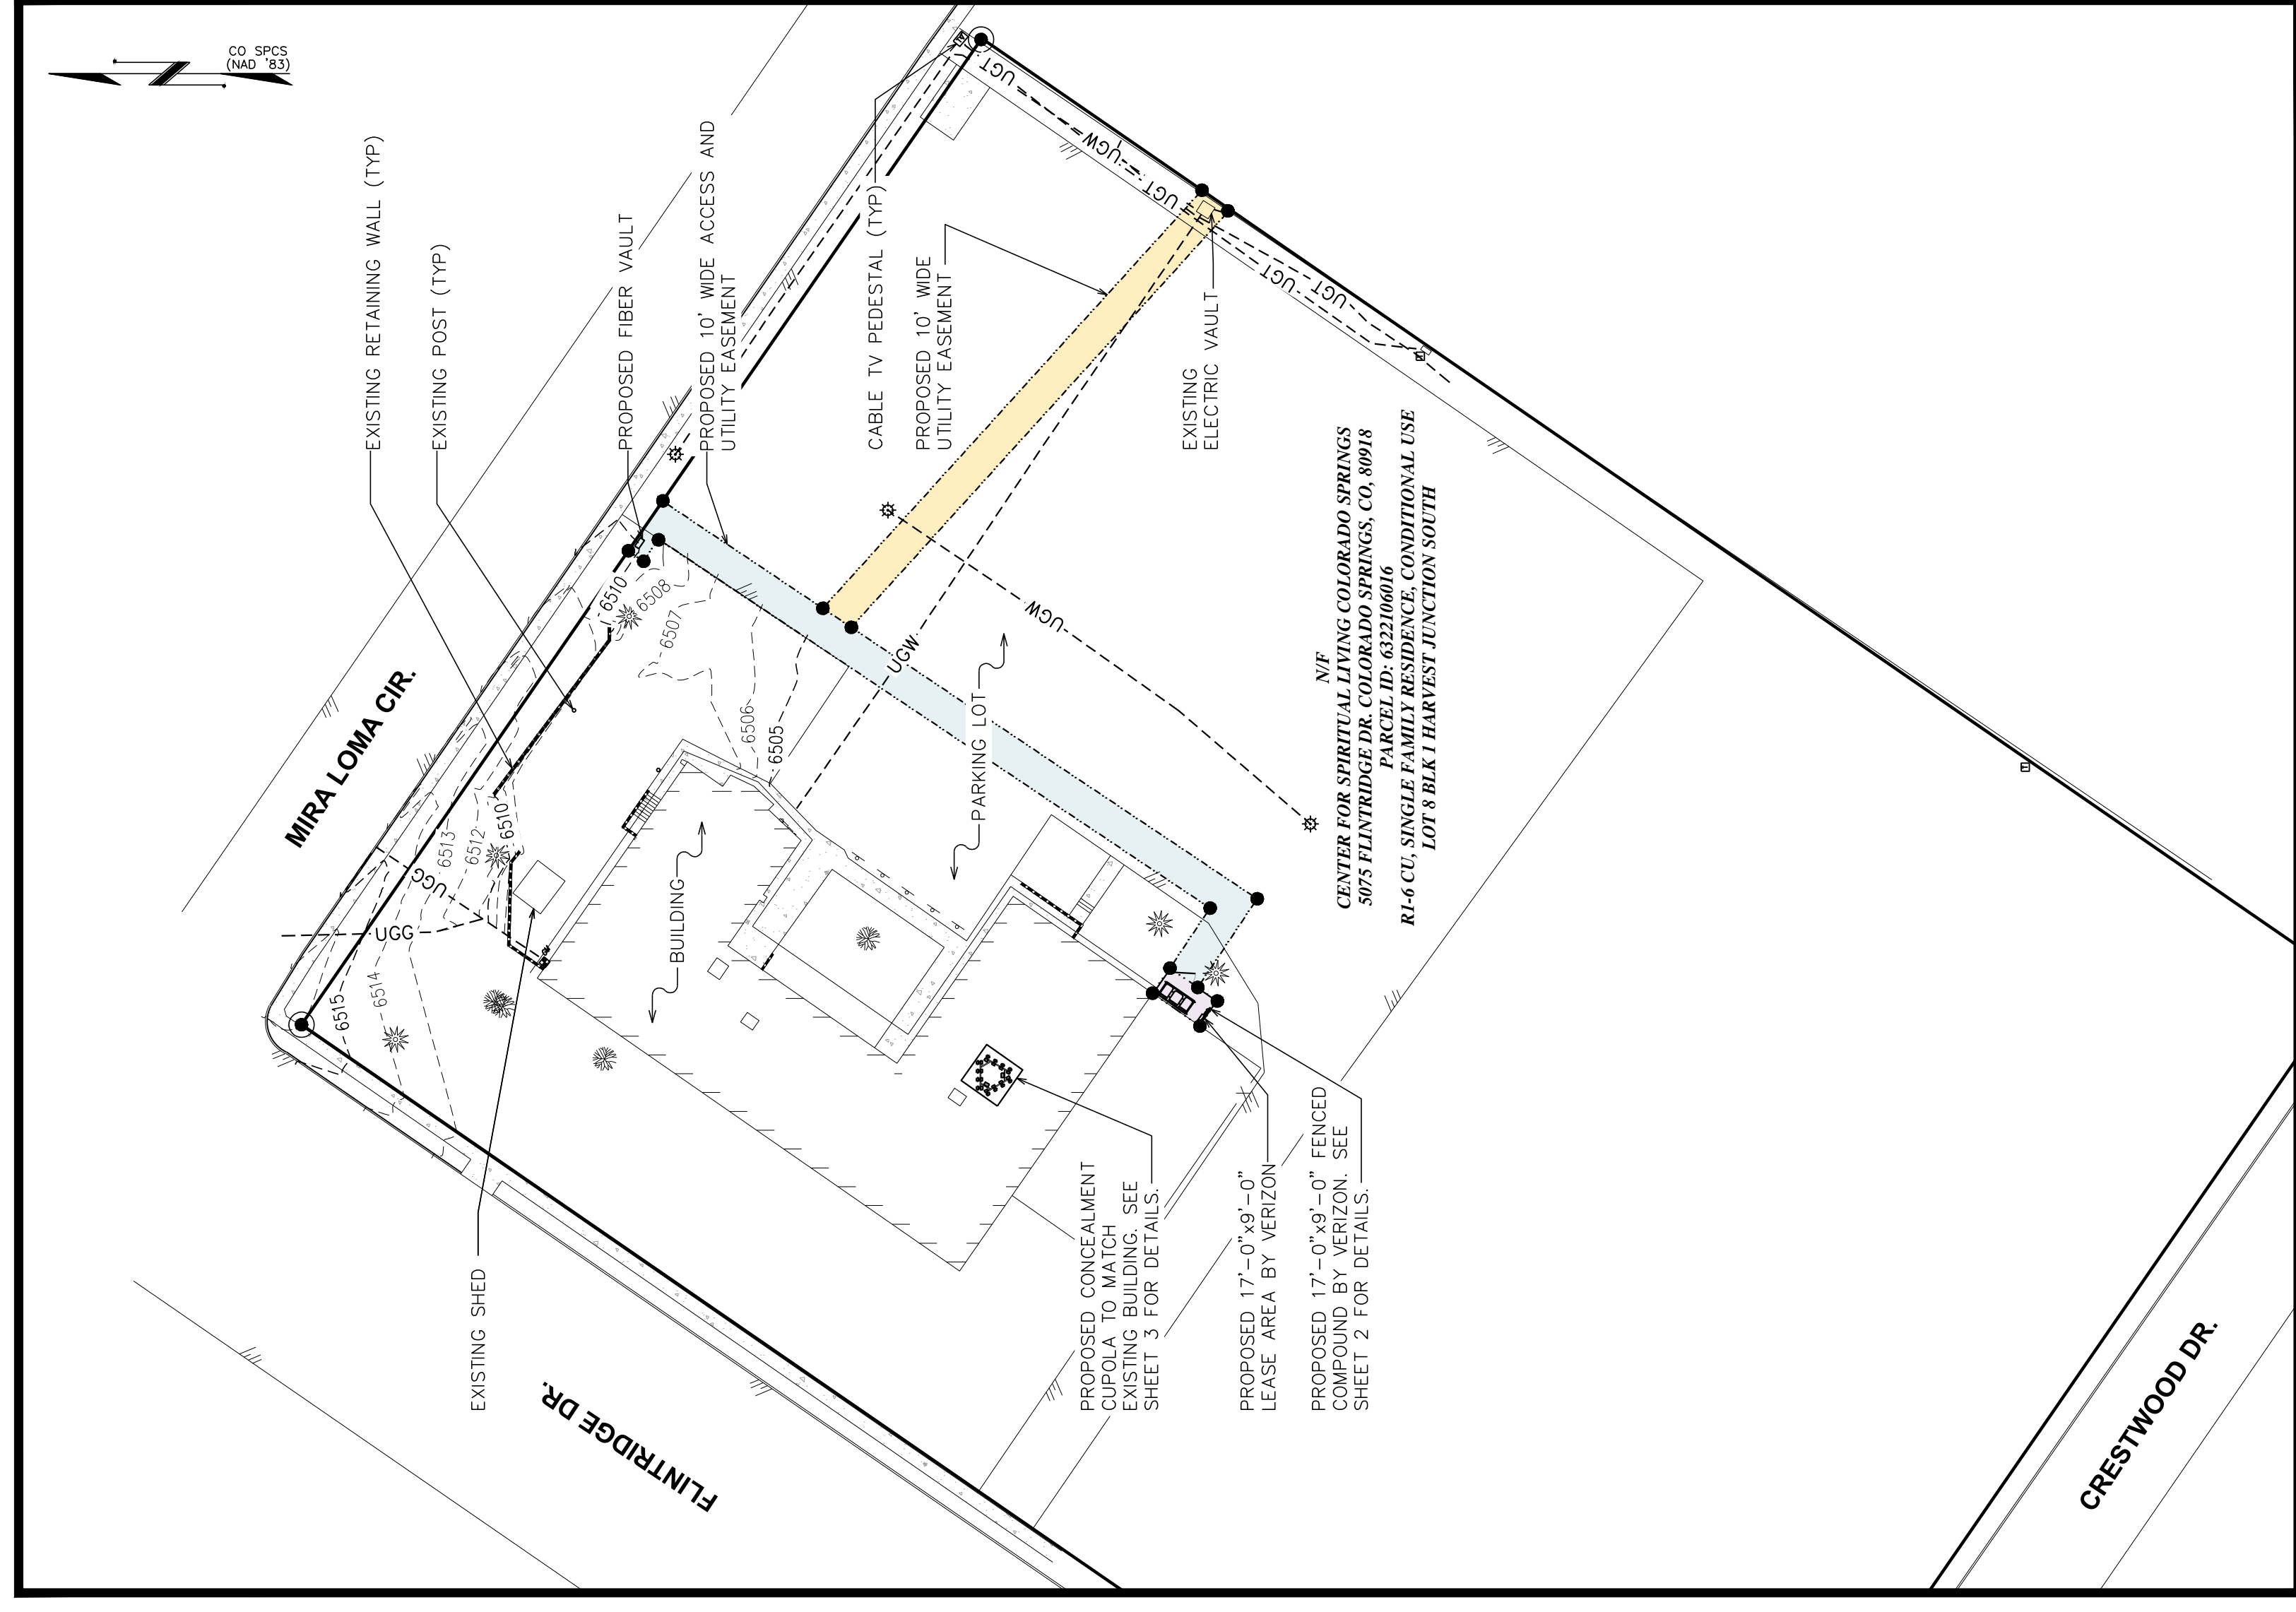 CO SPCS
(NAD '83)
EXISTING RETAINING WALL (TYP)
EXISTING POST (TYP)
PROPOSED FIBER VAULT
PROPOSED 10' WIDE ACCESS AND
UTILITY EASEMENT
CABLE TV PEDESTAL (TYP)
PROPOSED 10' WIDE
UTILITY EASEMENT
EXISTING
ELECTRIC VAULT
UGT
UGW
UGT
UGT
UGT
UGW
UGW
MIRA LOMA CIR.
6510
6508
6507
6506
6505
6513
6512
6510
UGG
UGG
6514
6515
PARKING LOT
BUILDING
N/F
CENTER FOR SPIRITUAL LIVING COLORADO SPRINGS
5075 FLINTRIDGE DR. COLORADO SPRINGS, CO, 80918
PARCEL ID: 6322106016
R1-6 CU, SINGLE FAMILY RESIDENCE, CONDITIONAL USE
LOT 8 BLK 1 HARVEST JUNCTION SOUTH
EXISTING SHED
FLINTRIDGE DR.
PROPOSED CONCEALMENT
CUPOLA TO MATCH
EXISTING BUILDING. SEE
SHEET 3 FOR DETAILS.
PROPOSED 17'-0"x9'-0"
LEASE AREA BY VERIZON
PROPOSED 17'-0"x9'-0" FENCED
COMPOUND BY VERIZON. SEE
SHEET 2 FOR DETAILS.
CRESTWOOD DR.